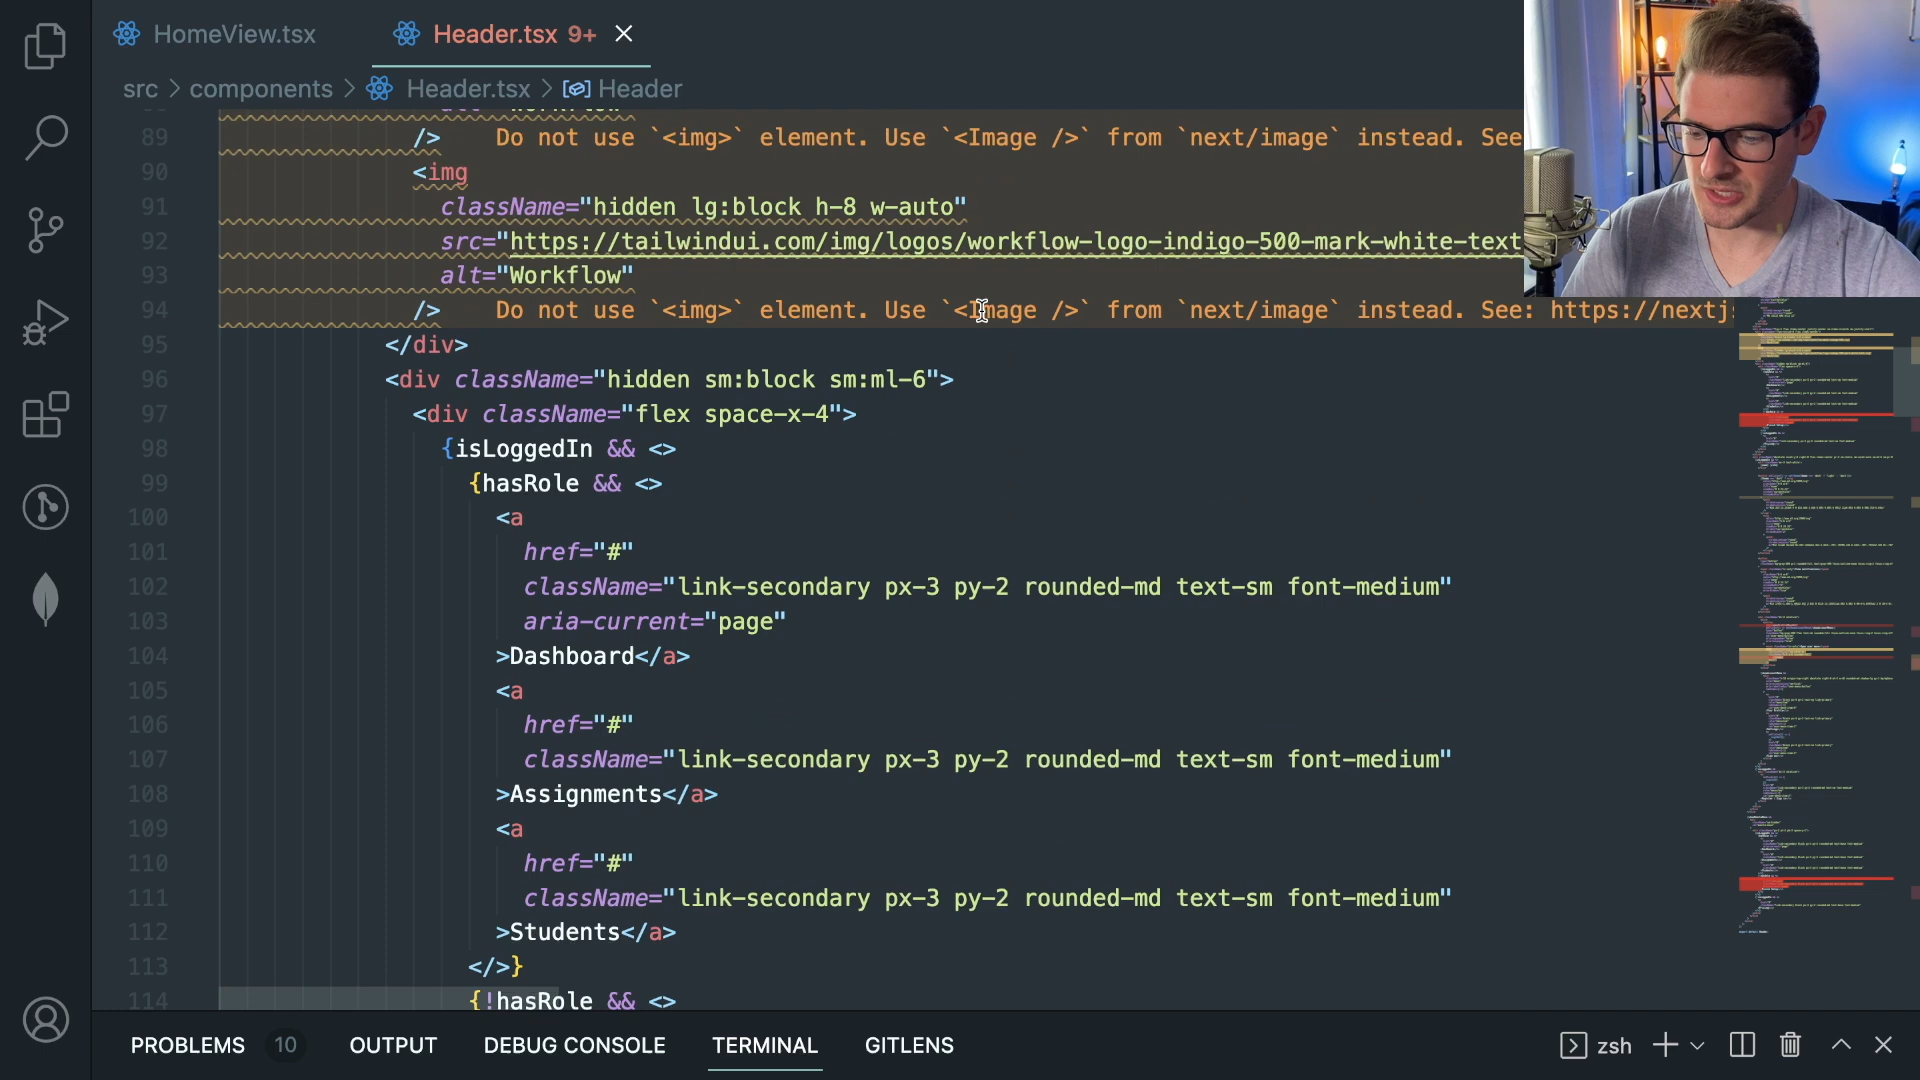 HomeView.tsx
Header.tsx 9+
src > components > Header.tsx > Header
89 /> Do not use `<img>` element. Use `<Image />` from `next/image` instead. See
90 <img
91 className="hidden lg:block h-8 w-auto"
92 src="https://tailwindui.com/img/logos/workflow-logo-indigo-500-mark-white-text
93 alt="Workflow"
94 /> Do not use `<img>` element. Use `<Image />` from `next/image` instead. See: https://nextj
95 </div>
96 <div className="hidden sm:block sm:ml-6">
97 <div className="flex space-x-4">
98 {isLoggedIn && <>
99 {hasRole && <>
100 <a
101 href="#"
102 className="link-secondary px-3 py-2 rounded-md text-sm font-medium"
103 aria-current="page"
104 >Dashboard</a>
105 <a
106 href="#"
107 className="link-secondary px-3 py-2 rounded-md text-sm font-medium"
108 >Assignments</a>
109 <a
110 href="#"
111 className="link-secondary px-3 py-2 rounded-md text-sm font-medium"
112 >Students</a>
113 </>}
114 {!hasRole && <>
PROBLEMS 10 OUTPUT DEBUG CONSOLE TERMINAL GITLENS
zsh